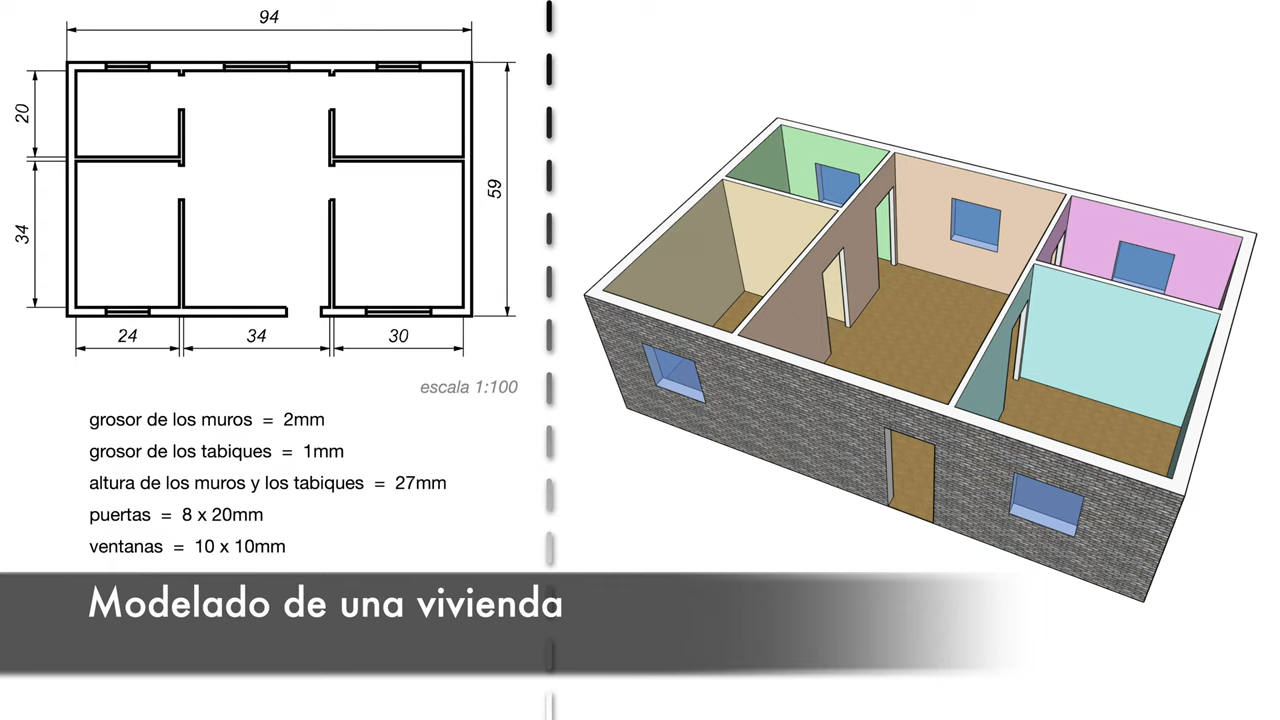 94
20
34
59
24
34
30
escala 1:100
grosor de los muros = 2mm
grosor de los tabiques = 1mm
altura de los muros y los tabiques = 27mm
puertas = 8 x 20mm
ventanas = 10 x 10mm
Modelado de una vivienda